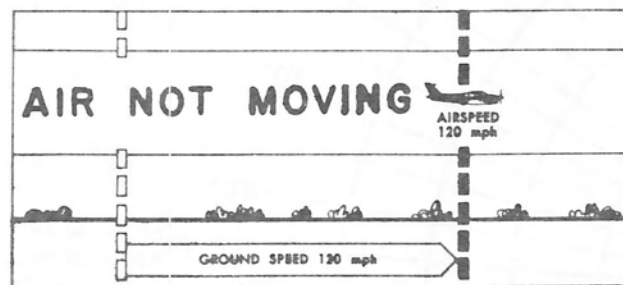 AIR NOT MOVING
AIRSPEED
120 mph
GROUND SPEED 120 mph